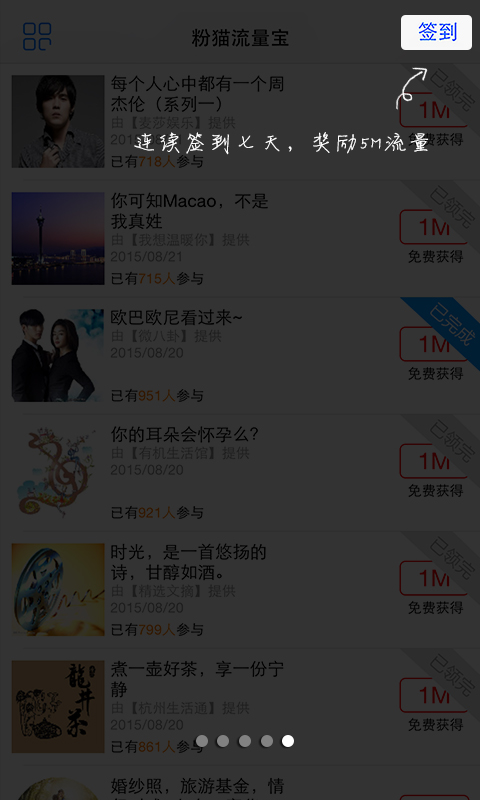 粉猫流量宝
签到
每个人心中都有一个周
杰伦（系列一）
由【麦莎娱乐】提供
已有718人参与
已领完
1M
免费获得
连续签到七天，奖励5M流量
你可知Macao，不是
我真姓
由【我想温暖你】提供
2015/08/21
已有715人参与
已领完
1M
免费获得
欧巴欧尼看过来~
由【微八卦】提供
2015/08/20
已有951人参与
已完成
1M
免费获得
你的耳朵会怀孕么？
由【有机生活馆】提供
2015/08/20
已有921人参与
已领完
1M
免费获得
时光，是一首悠扬的
诗，甘醇如酒。
由【精选文摘】提供
2015/08/20
已有799人参与
已领完
1M
免费获得
龍井茶
煮一壶好茶，享一份宁
静
由【杭州生活通】提供
2015/08/20
已有861人参与
已领完
1M
免费获得
婚纱照，旅游基金，情